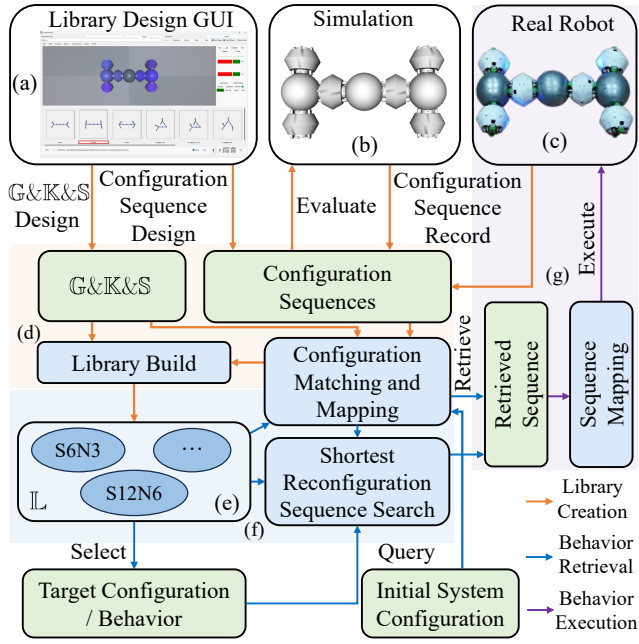 Library Design GUI
Simulation
Real Robot
(a)
(b)
(c)
𝔾&𝕂&𝕊
Design
Configuration
Sequence
Design
Evaluate
Configuration
Sequence
Record
Execute
(g)
𝔾&𝕂&𝕊
Configuration
Sequences
(d)
Library Build
Configuration
Matching and
Mapping
Retrieve
Retrieved
Sequence
Sequence
Mapping
S6N3
...
S12N6
𝕃
(e)
(f)
Shortest
Reconfiguration
Sequence Search
Select
Query
Target Configuration
/ Behavior
Initial System
Configuration
Library
Creation
Behavior
Retrieval
Behavior
Execution